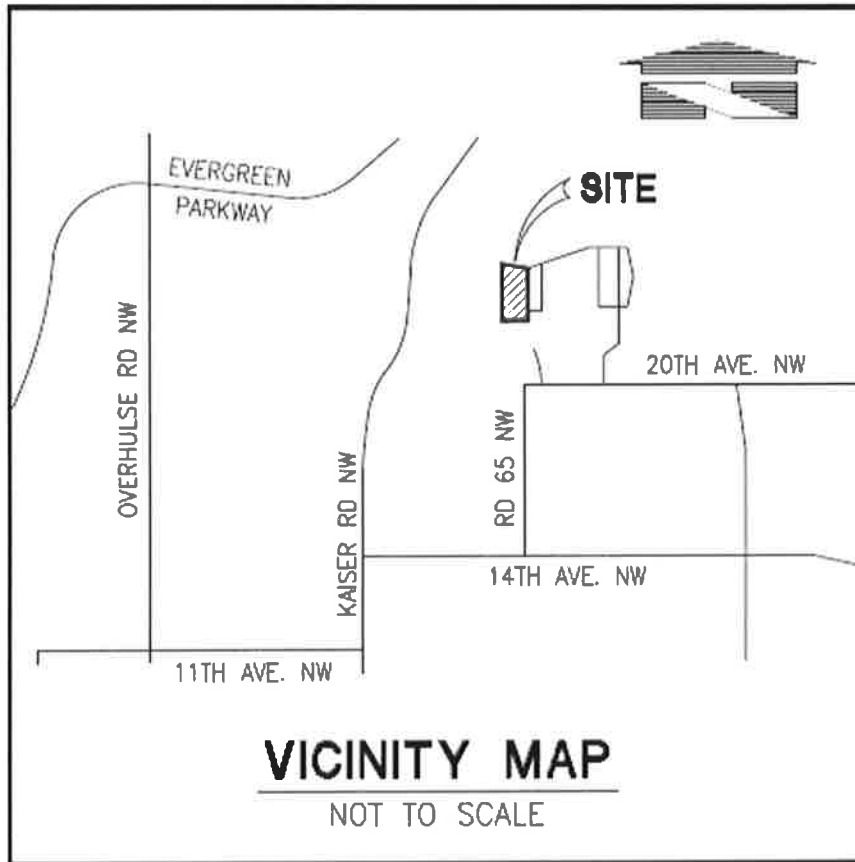 EVERGREEN
PARKWAY
SITE
OVERHULSE RD NW
20TH AVE. NW
RD 65 NW
KAISER RD NW
14TH AVE. NW
11TH AVE. NW
VICINITY MAP
NOT TO SCALE